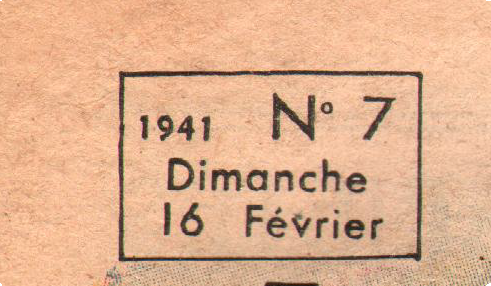 1941 N° 7
Dimanche
16 Février